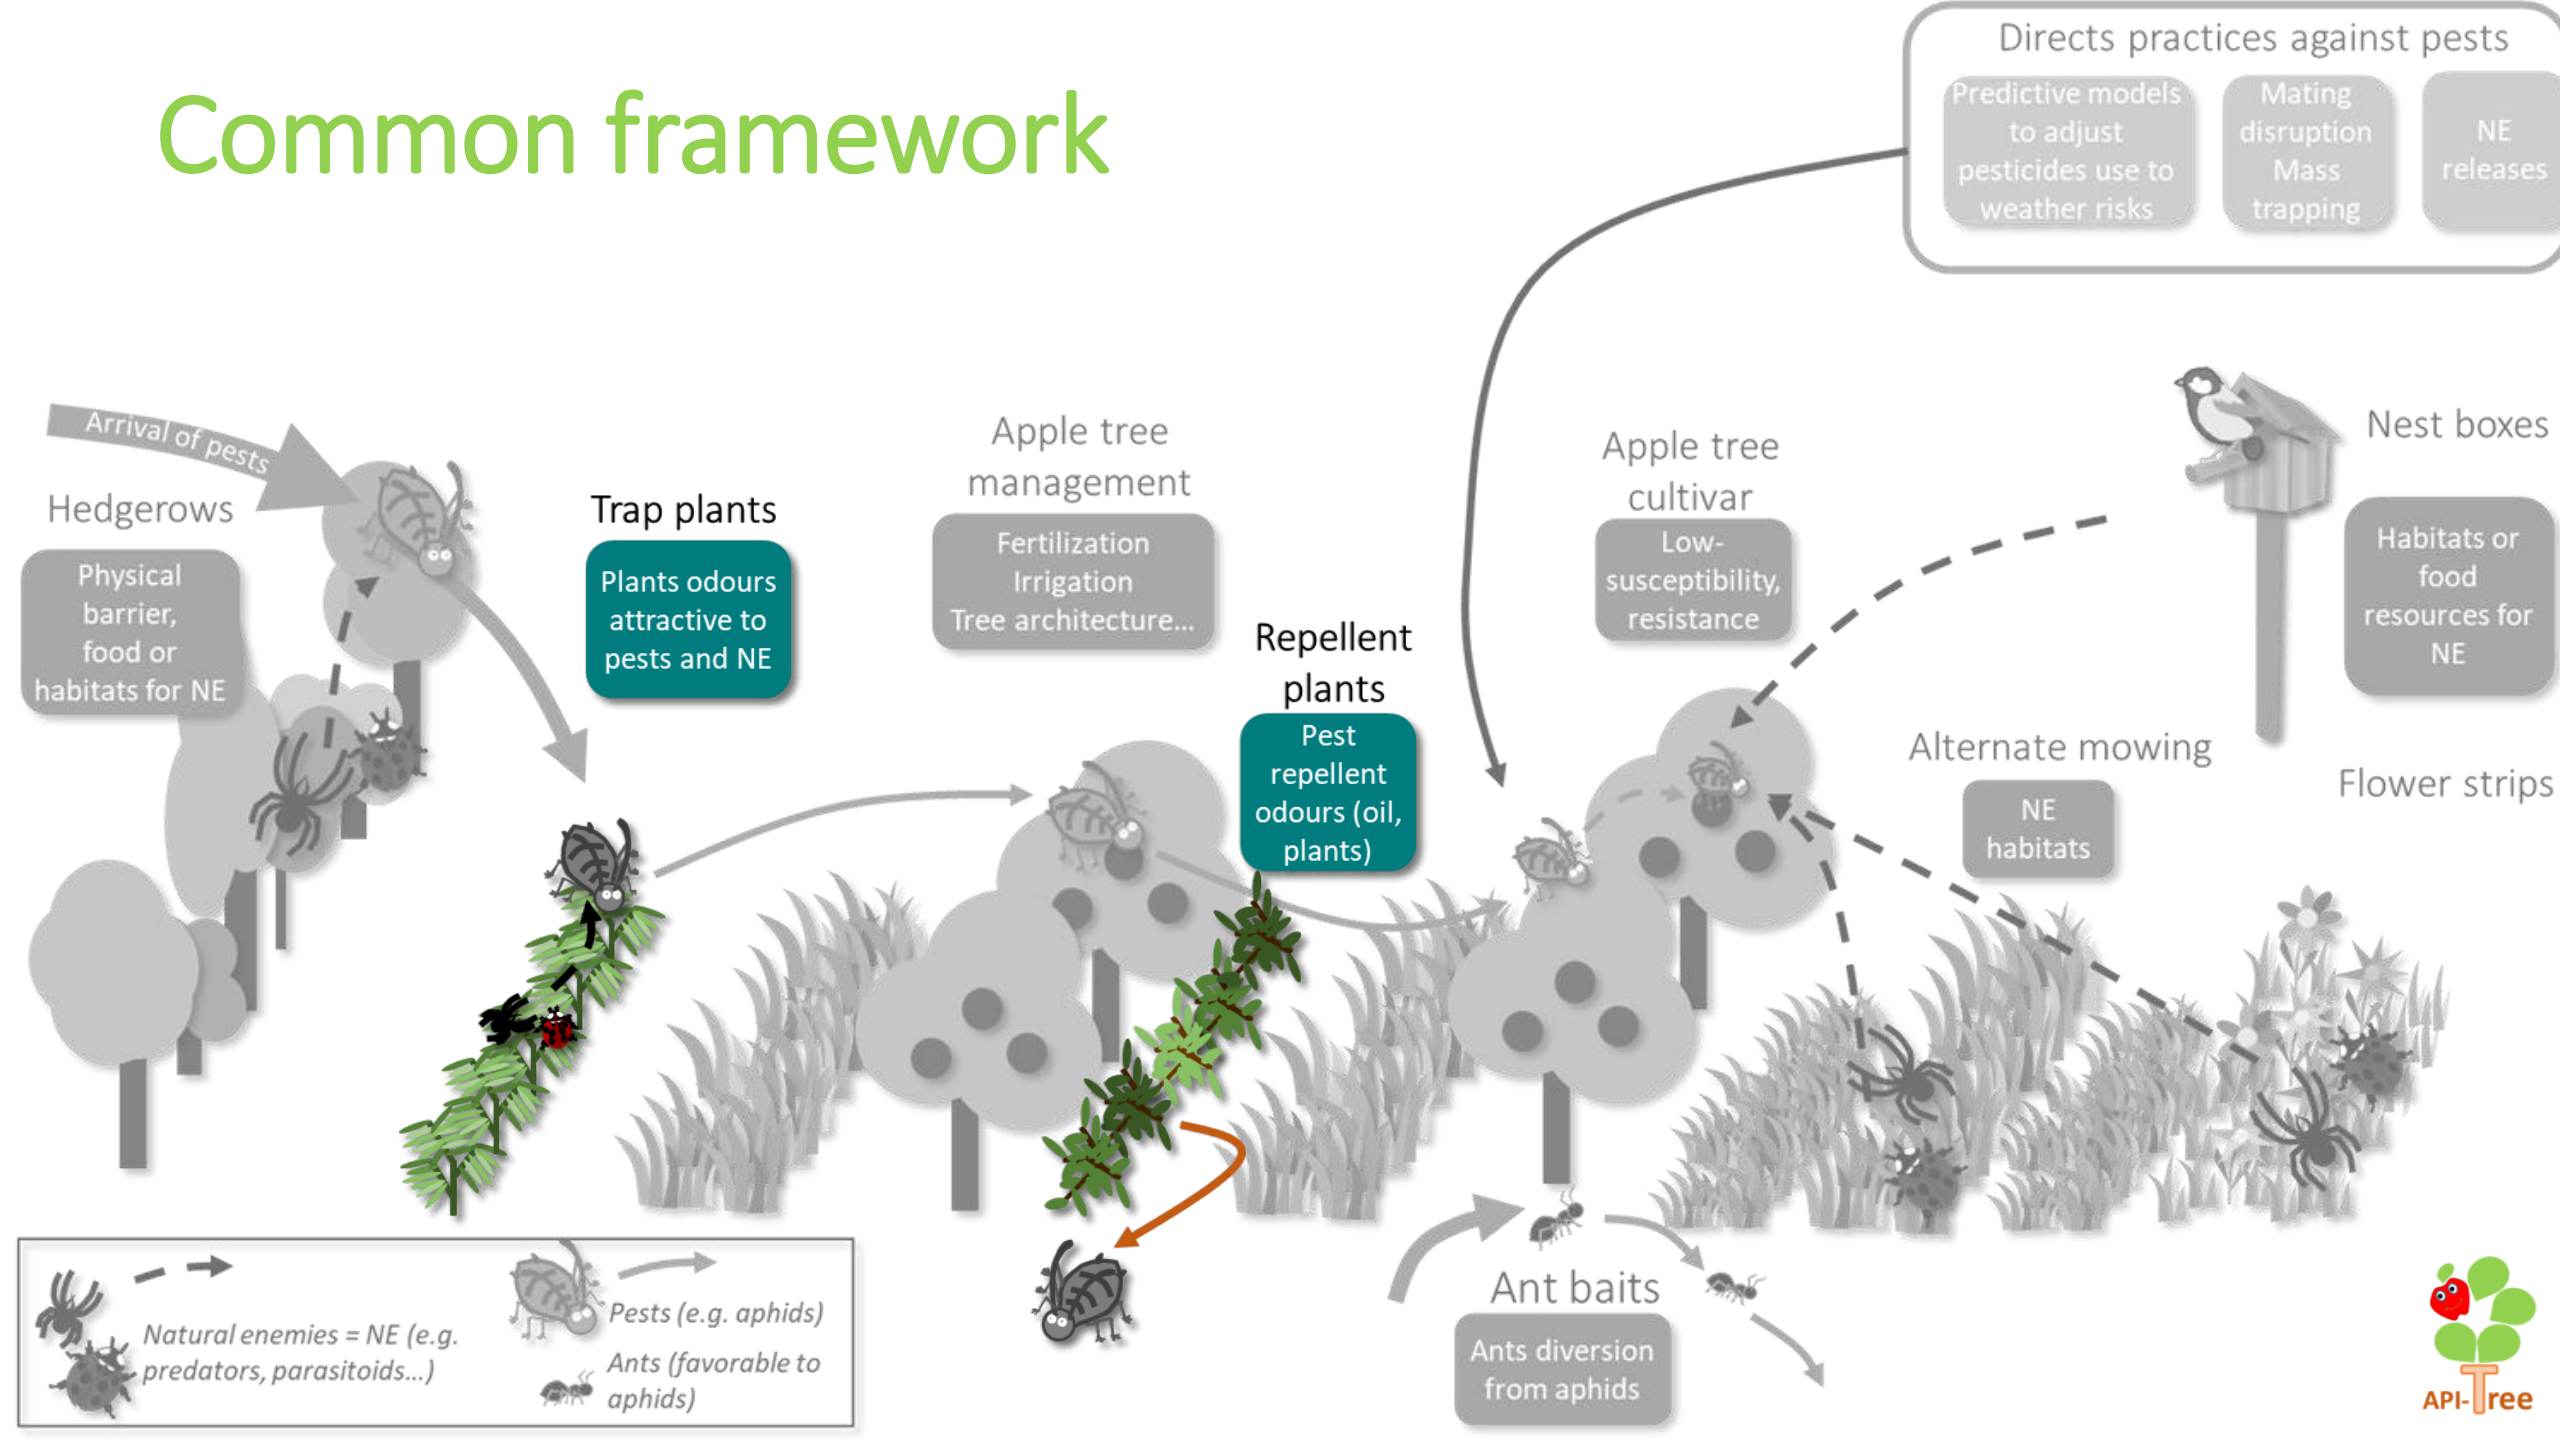 Common framework
Directs practices against pests
Predictive models
to adjust
pesticides use to
weather risks
Mating
disruption
Mass
trapping
NE
releases
Arrival of pests
Hedgerows
Physical
barrier,
food or
habitats for NE
Trap plants
Plants odours
attractive to
pests and NE
Apple tree
management
Fertilization
Irrigation
Tree architecture...
Repellent
plants
Pest
repellent
odours (oil,
plants)
Apple tree
cultivar
Low-
susceptibility,
resistance
Nest boxes
Habitats or
food
resources for
NE
Alternate mowing
NE
habitats
Flower strips
Ant baits
Ants diversion
from aphids
Natural enemies = NE (e.g.
predators, parasitoids...)
Pests (e.g. aphids)
Ants (favorable to
aphids)
API-Tree